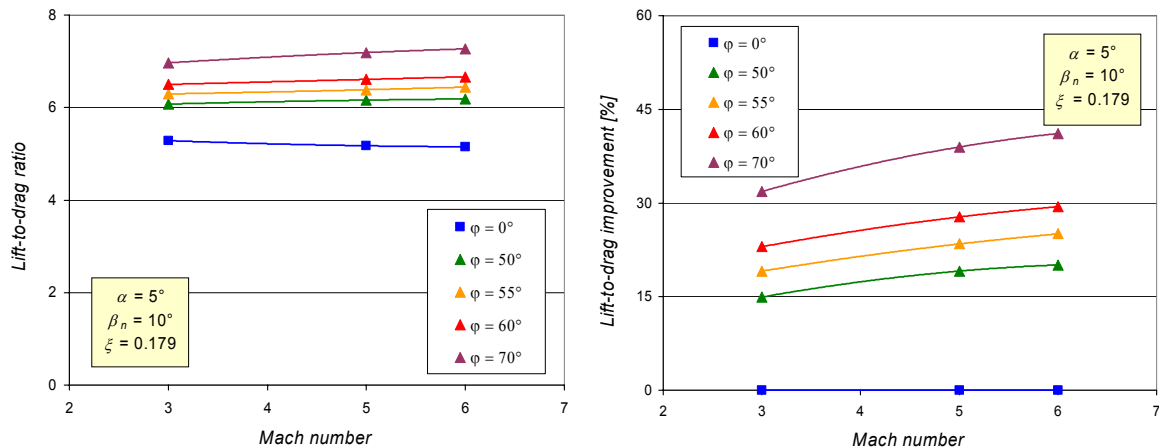 8
6
4
2
0
Lift-to-drag ratio
φ = 0°
φ = 50°
φ = 55°
φ = 60°
φ = 70°
α = 5°
βn = 10°
ξ = 0.179
2 3 4 5 6 7
Mach number
60
45
30
15
0
Lift-to-drag improvement [%]
φ = 0°
φ = 50°
φ = 55°
φ = 60°
φ = 70°
α = 5°
βn = 10°
ξ = 0.179
2 3 4 5 6 7
Mach number